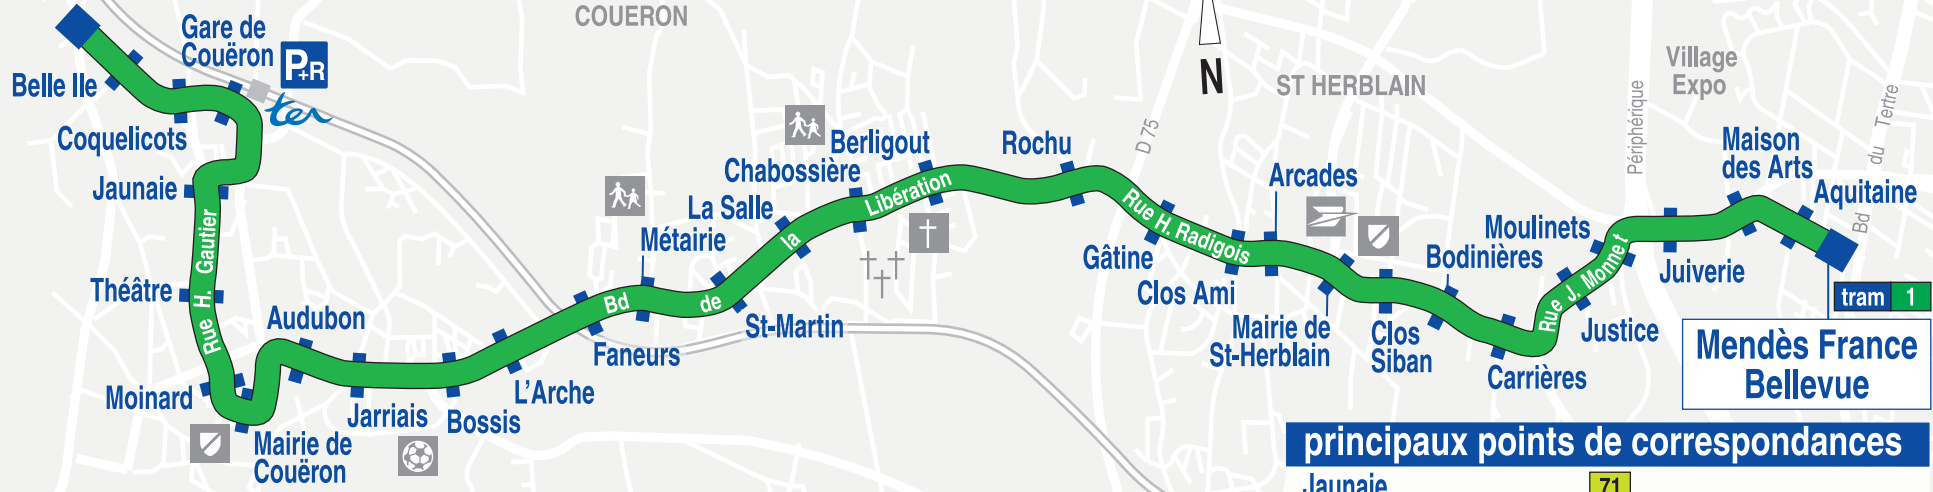 COUERON
Gare de
Couëron
P+R
ter
Belle Ile
Coquelicots
Jaunaie
Rue H. Gautier
Théâtre
Moinard
Mairie de
Couëron
Audubon
Jarriais
Bossis
L'Arche
Faneurs
Métairie
Bd de la Libération
La Salle
St-Martin
Chabossière
Berligout
Rochu
D 75
N
ST HERBLAIN
Rue H. Radigois
Gâtine
Clos Ami
Arcades
Mairie de
St-Herblain
Clos
Siban
Bodinières
Carrières
Moulinets
Rue J. Monnet
Justice
Juiverie
Périphérique
Village
Expo
Maison
des Arts
Aquitaine
Bd du Tertre
tram 1
Mendès France
Bellevue
principaux points de correspondances
Jaunaie 71